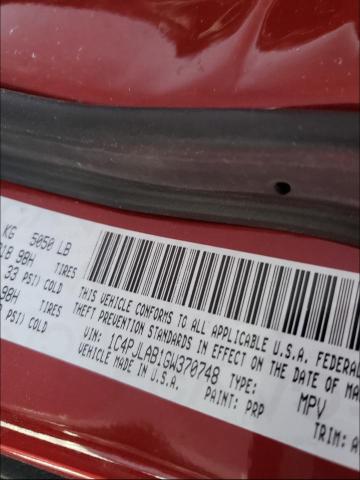 KG 5050 LB
18 98H TIRES
33 PSI) COLD
98H TIRES
PSI) COLD
THIS VEHICLE CONFORMS TO ALL APPLICABLE U.S.A. FEDERAL
THEFT PREVENTION STANDARDS IN EFFECT ON THE DATE OF MA
VIN: 1C4PJLAB1GW370748 TYPE: MPV
VEHICLE MADE IN U.S.A. PAINT: PRP TRIM: A